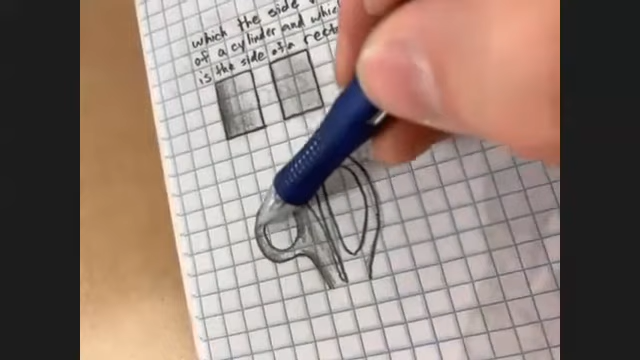 which the side
of a cylinder and which
is the side of a